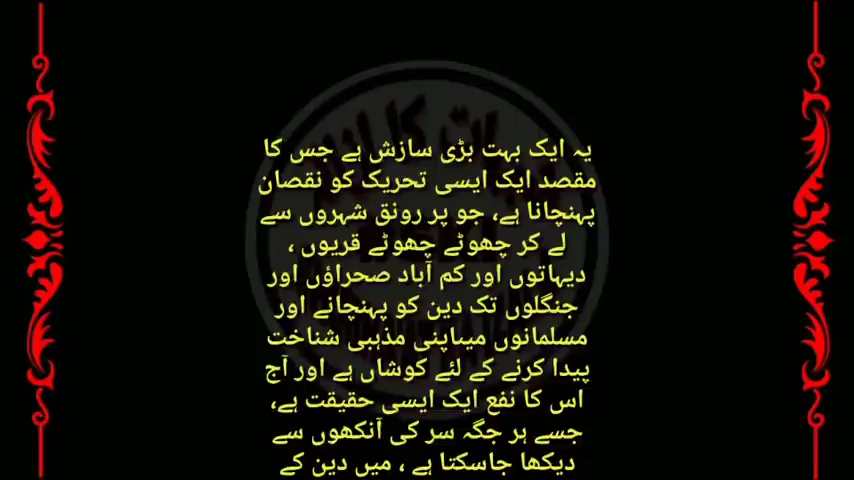 یہ ایک بہت بڑی سازش ہے جس کا
مقصد ایک ایسی تحریک کو نقصان
پہنچانا ہے، جو پر رونق شہروں سے
لے کر چھوٹے چھوٹے قریوں ،
دیہاتوں اور کم آباد صحراؤں اور
جنگلوں تک دین کو پہنچانے اور
مسلمانوں میںاپنی مذہبی شناخت
پیدا کرنے کے لئے کوشاں ہے اور آج
اس کا نفع ایک ایسی حقیقت ہے،
جسے ہر جگہ سر کی آنکھوں سے
دیکھا جاسکتا ہے ، میں دین کے